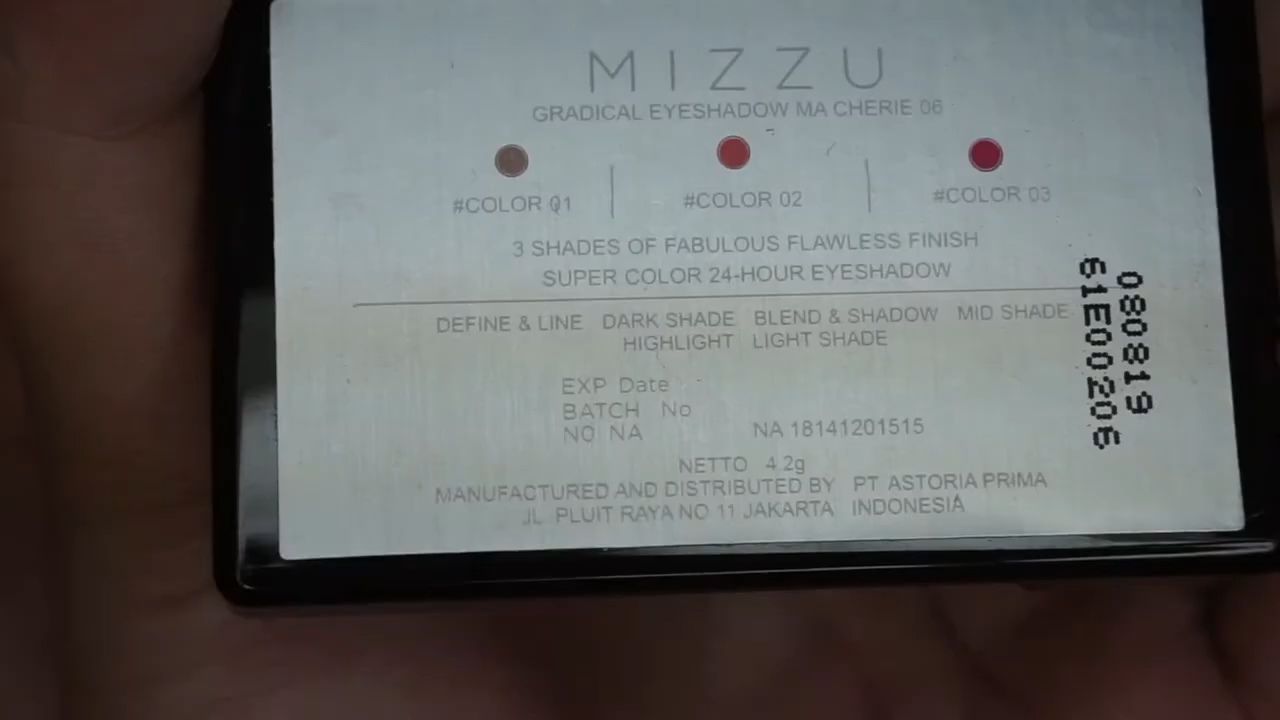 MIZZU
GRADICAL EYESHADOW MA CHERIE 06
#COLOR 01 #COLOR 02 #COLOR 03
3 SHADES OF FABULOUS FLAWLESS FINISH
SUPER COLOR 24-HOUR EYESHADOW
DEFINE & LINE DARK SHADE BLEND & SHADOW MID SHADE
HIGHLIGHT LIGHT SHADE
EXP Date
BATCH No
NO NA NA 18141201515
NETTO 4.2g
MANUFACTURED AND DISTRIBUTED BY PT ASTORIA PRIMA
JL PLUIT RAYA NO 11 JAKARTA INDONESIA
080819
61E00206